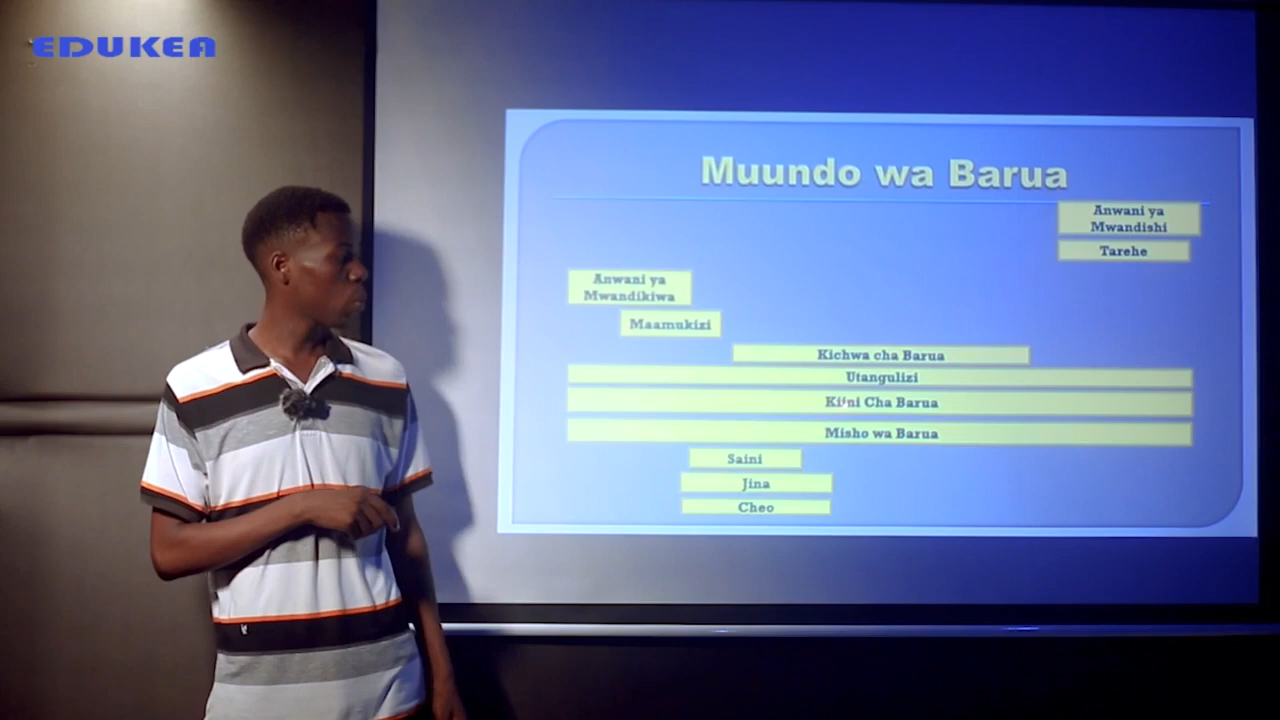 EDUKEA
Muundo wa Barua
Anwani ya
Mwandishi
Tarehe
Anwani ya
Mwandikiwa
Maamukizi
Kichwa cha Barua
Utangulizi
Kiini Cha Barua
Misho wa Barua
Saini
Jina
Cheo